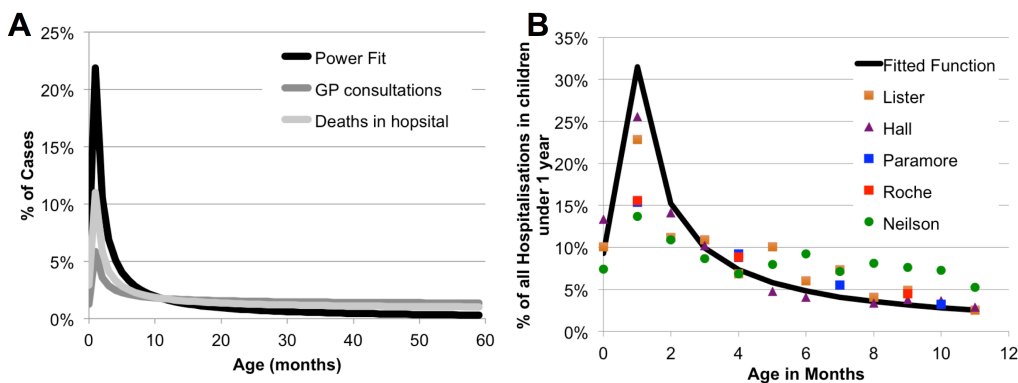 A
25%
20%
15%
10%
5%
0%
% of Cases
0 10 20 30 40 50 60
Age (months)
Power Fit
GP consultations
Deaths in hopsital
B
35%
30%
25%
20%
15%
10%
5%
0%
% of all Hospitalisations in children
under 1 year
0 2 4 6 8 10 12
Age in Months
Fitted Function
Lister
Hall
Paramore
Roche
Neilson